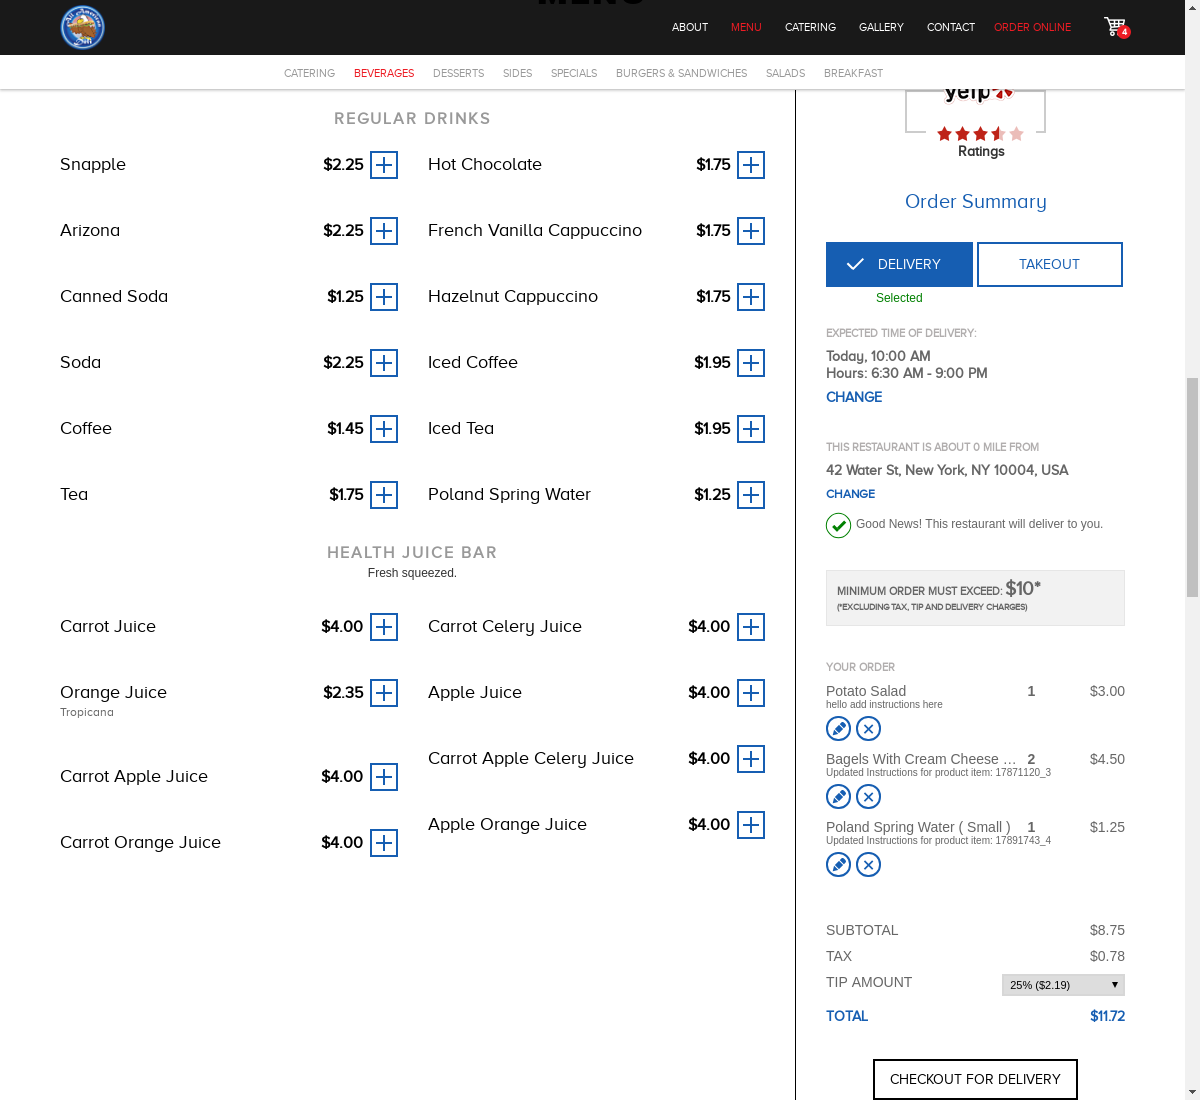 MENU
All American
Deli
ABOUT
MENU
CATERING
GALLERY
CONTACT
ORDER ONLINE
4
CATERING
BEVERAGES
DESSERTS
SIDES
SPECIALS
BURGERS & SANDWICHES
SALADS
BREAKFAST
REGULAR DRINKS
Snapple $2.25
Hot Chocolate $1.75
Arizona $2.25
French Vanilla Cappuccino $1.75
Canned Soda $1.25
Hazelnut Cappuccino $1.75
Soda $2.25
Iced Coffee $1.95
Coffee $1.45
Iced Tea $1.95
Tea $1.75
Poland Spring Water $1.25
HEALTH JUICE BAR
Fresh squeezed.
Carrot Juice $4.00
Carrot Celery Juice $4.00
Orange Juice $2.35
Tropicana
Apple Juice $4.00
Carrot Apple Juice $4.00
Carrot Apple Celery Juice $4.00
Carrot Orange Juice $4.00
Apple Orange Juice $4.00
yelp
Ratings
Order Summary
DELIVERY
TAKEOUT
Selected
EXPECTED TIME OF DELIVERY:
Today, 10:00 AM
Hours: 6:30 AM - 9:00 PM
CHANGE
THIS RESTAURANT IS ABOUT 0 MILE FROM
42 Water St, New York, NY 10004, USA
CHANGE
Good News! This restaurant will deliver to you.
MINIMUM ORDER MUST EXCEED: $10*
(*EXCLUDING TAX, TIP AND DELIVERY CHARGES)
YOUR ORDER
Potato Salad 1 $3.00
hello add instructions here
Bagels With Cream Cheese ... 2 $4.50
Updated Instructions for product item: 17871120_3
Poland Spring Water ( Small ) 1 $1.25
Updated Instructions for product item: 17891743_4
SUBTOTAL $8.75
TAX $0.78
TIP AMOUNT 25% ($2.19)
TOTAL $11.72
CHECKOUT FOR DELIVERY